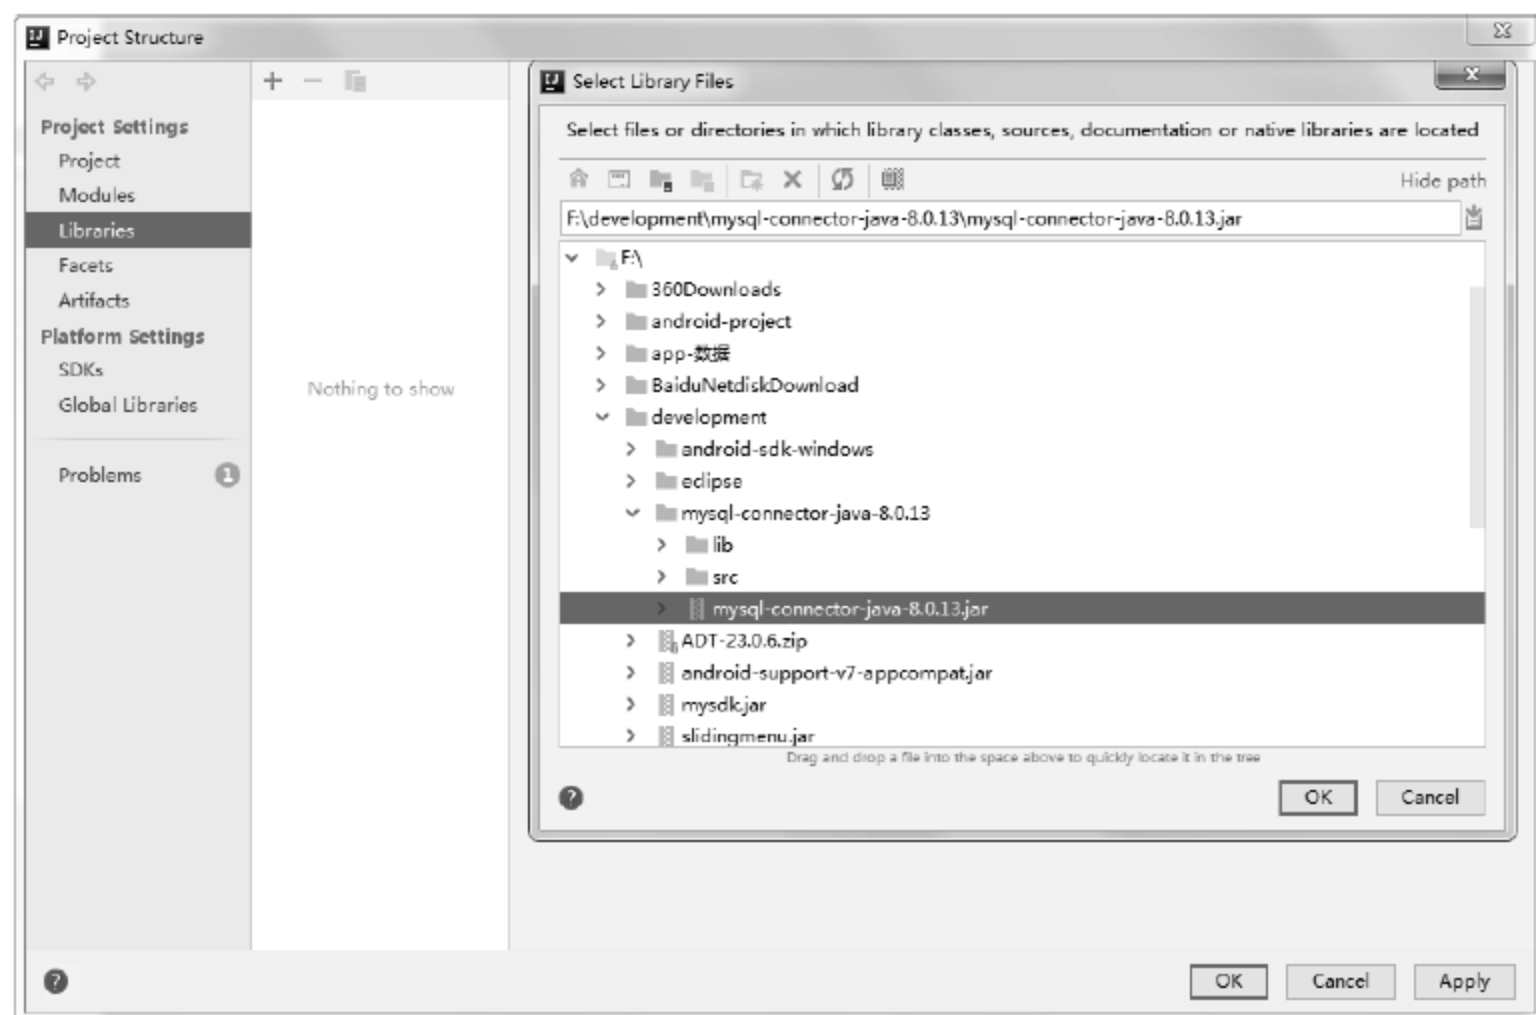 Project Structure
Project Settings
Project
Modules
Libraries
Facets
Artifacts
Platform Settings
SDKs
Global Libraries
Problems
1
Nothing to show
Select Library Files
Select files or directories in which library classes, sources, documentation or native libraries are located
Hide path
F:\development\mysql-connector-java-8.0.13\mysql-connector-java-8.0.13.jar
F:\
360Downloads
android-project
app-数据
BaiduNetdiskDownload
development
android-sdk-windows
eclipse
mysql-connector-java-8.0.13
lib
src
mysql-connector-java-8.0.13.jar
ADT-23.0.6.zip
android-support-v7-appcompat.jar
mysdk.jar
slidingmenu.jar
Drag and drop a file into the space above to quickly locate it in the tree
? OK Cancel
? OK Cancel Apply